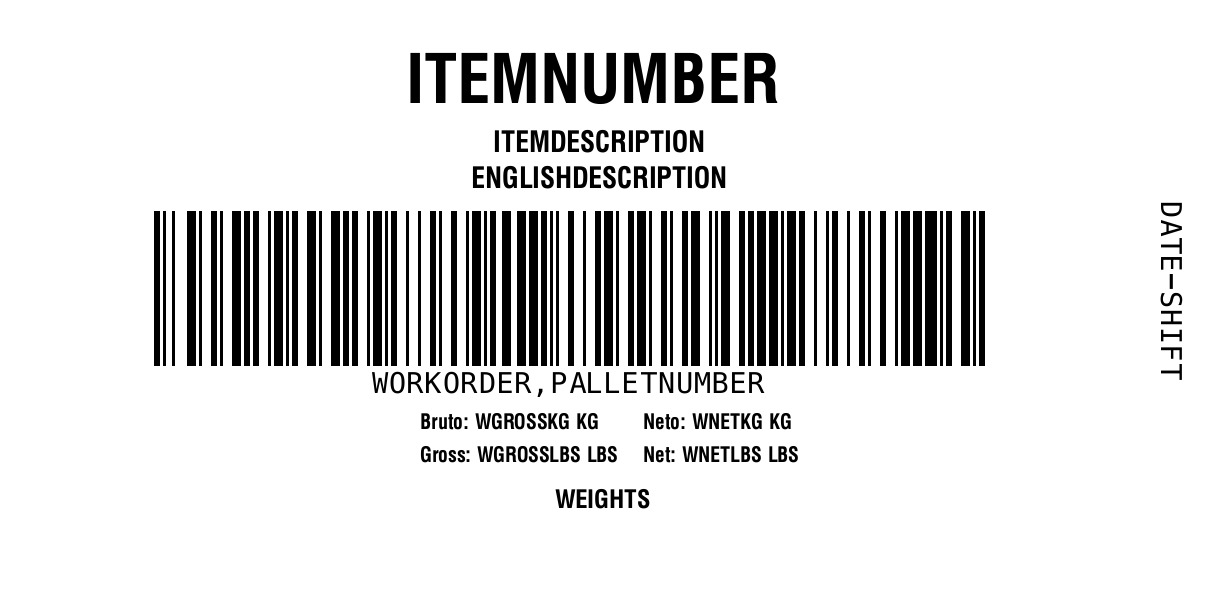 ITEMNUMBER
ITEMDESCRIPTION
ENGLISHDESCRIPTION
WORKORDER,PALLETNUMBER
Bruto: WGROSSKG KG Neto: WNETKG KG
Gross: WGROSSLBS LBS Net: WNETLBS LBS
WEIGHTS
DATE-SHIFT